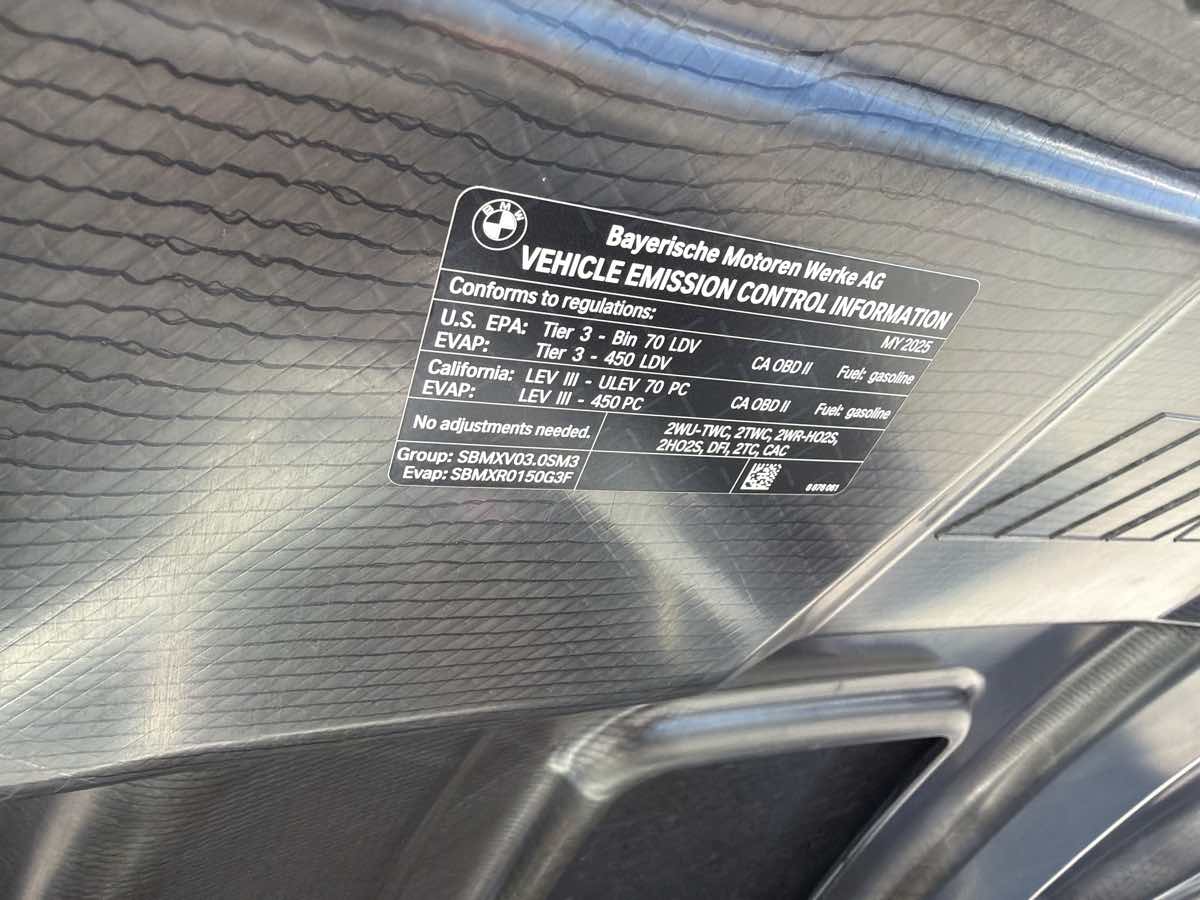 BMW
Bayerische Motoren Werke AG
VEHICLE EMISSION CONTROL INFORMATION
Conforms to regulations: MY 2025
U.S. EPA: Tier 3 - Bin 70 LDV
EVAP: Tier 3 - 450 LDV CA OBD II Fuel: gasoline
California: LEV III - ULEV 70 PC
EVAP: LEV III - 450 PC CA OBD II Fuel: gasoline
No adjustments needed. 2WU-TWC, 2TWC, 2WR-HO2S,
2HO2S, DFI, 2TC, CAC
Group: SBMXV03.0SM3
Evap: SBMXR0150G3F